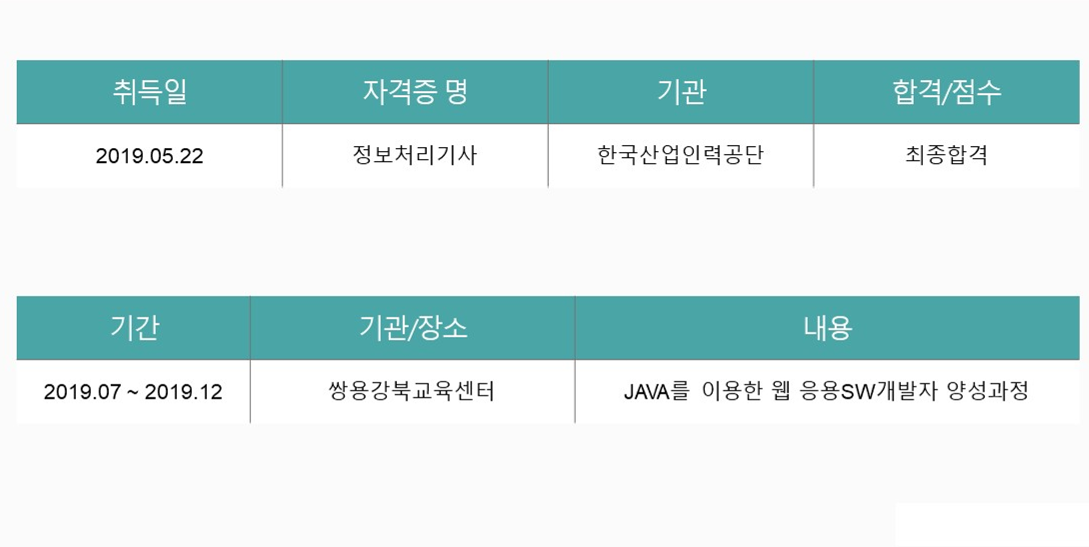 취득일 자격증 명 기관 합격/점수
2019.05.22 정보처리기사 한국산업인력공단 최종합격
기간 기관/장소 내용
2019.07 ~ 2019.12 쌍용강북교육센터 JAVA를 이용한 웹 응용SW개발자 양성과정